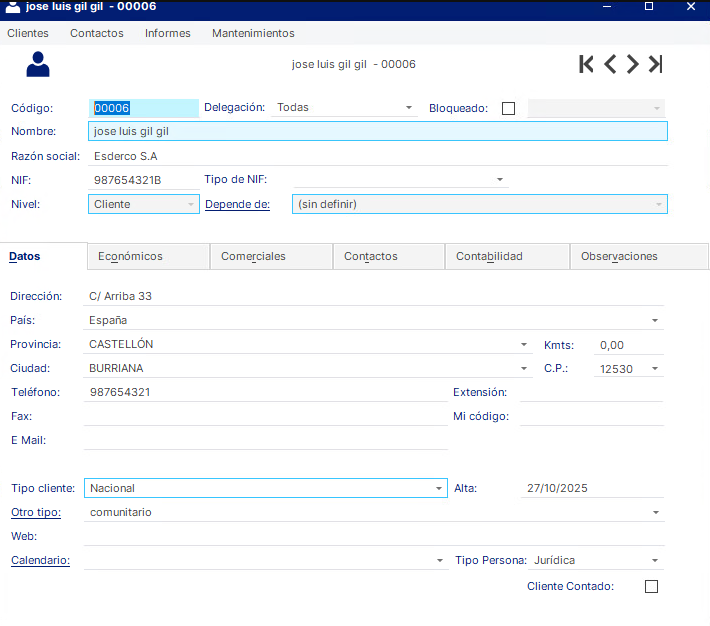 jose luis gil gil - 00006
Clientes Contactos Informes Mantenimientos
jose luis gil gil - 00006
Código: 00006 Delegación: Todas Bloqueado:
Nombre: jose luis gil gil
Razón social: Esderco S.A
NIF: 987654321B Tipo de NIF:
Nivel: Cliente Depende de: (sin definir)
Datos Económicos Comerciales Contactos Contabilidad Observaciones
Dirección: C/ Arriba 33
País: España
Provincia: CASTELLÓN Kmts: 0,00
Ciudad: BURRIANA C.P.: 12530
Teléfono: 987654321 Extensión:
Fax: Mi código:
E Mail:
Tipo cliente: Nacional Alta: 27/10/2025
Otro tipo: comunitario
Web:
Calendario: Tipo Persona: Jurídica
Cliente Contado: